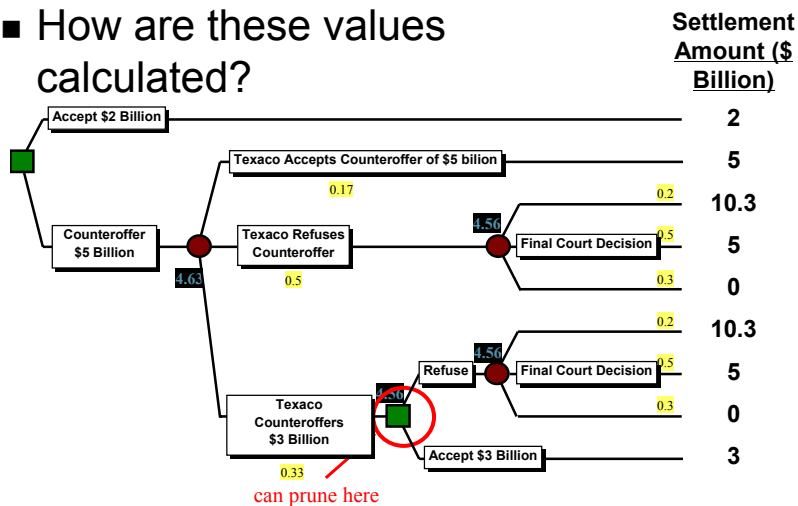 ■ How are these values
calculated?
Settlement
Amount ($
Billion)
Accept $2 Billion
2
Texaco Accepts Counteroffer of $5 bilion
5
0.17
0.2
10.3
4.56
Counteroffer
$5 Billion
Texaco Refuses
Counteroffer
Final Court Decision
0.5
5
4.63
0.5
0.3
0
0.2
10.3
4.56
Refuse
Final Court Decision
0.5
5
4.56
Texaco
Counteroffers
$3 Billion
0.3
0
Accept $3 Billion
3
0.33
can prune here